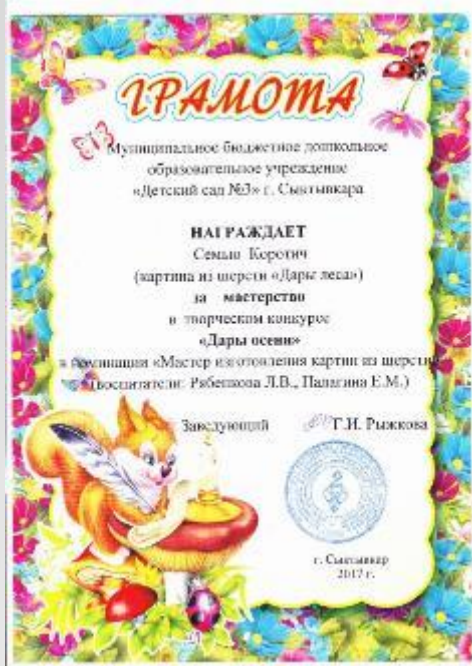 ГРАМОТА
Муниципальное бюджетное дошкольное
образовательное учреждение
«Детский сад №3» г. Сыктывкара
НАГРАЖДАЕТ
Семью Коротич
(картина из шерсти «Дары леса»)
за мастерство
в творческом конкурсе
«Дары осени»
в номинации «Мастер изготовления картин из шерсти»
(воспитатели: Рябенкова Л.В., Палагина Е.М.)
Заведующий Г.И. Рыжкова
г. Сыктывкар
2017 г.